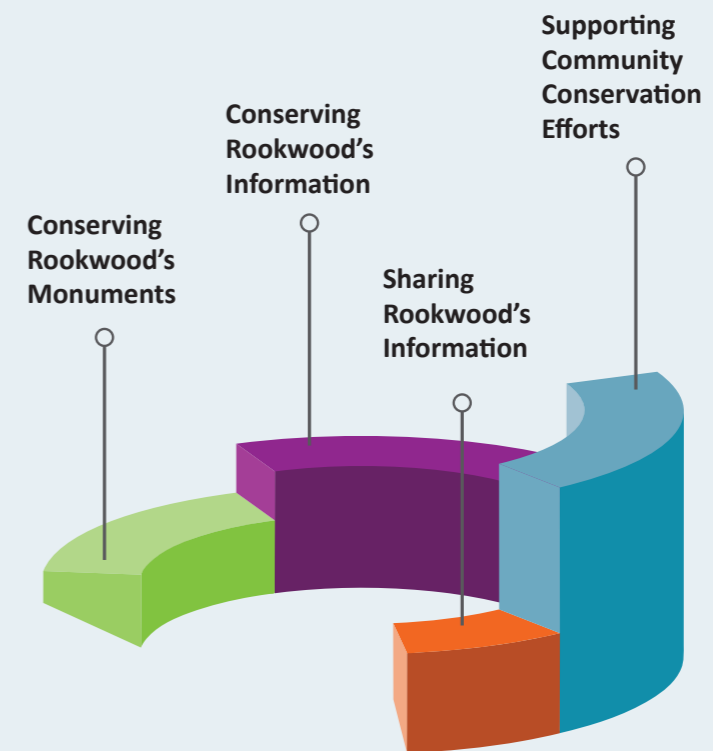 Supporting
Community
Conservation
Efforts
Conserving
Rookwood’s
Information
Conserving
Rookwood’s
Monuments
Sharing
Rookwood’s
Information